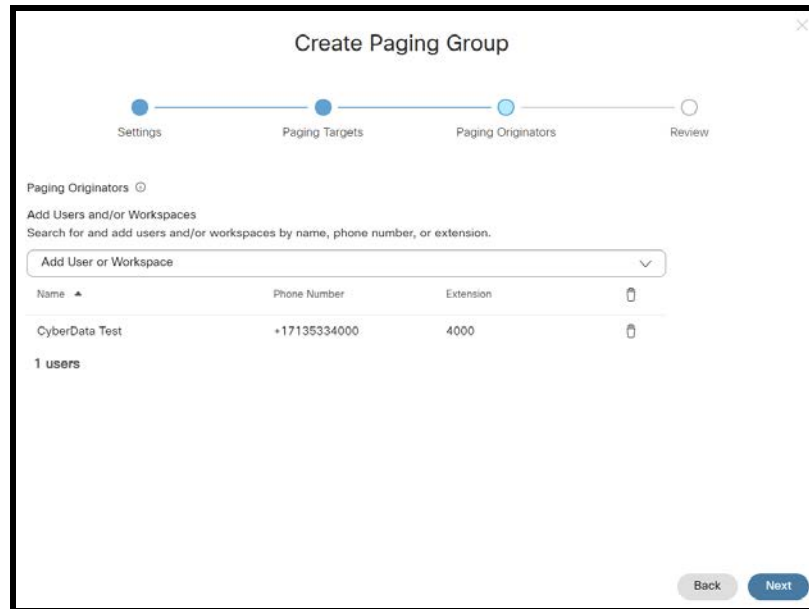 Create Paging Group
Settings Paging Targets Paging Originators Review
Paging Originators
Add Users and/or Workspaces
Search for and add users and/or workspaces by name, phone number, or extension.
Add User or Workspace
Name Phone Number Extension
CyberData Test +17135334000 4000
1 users
Back Next